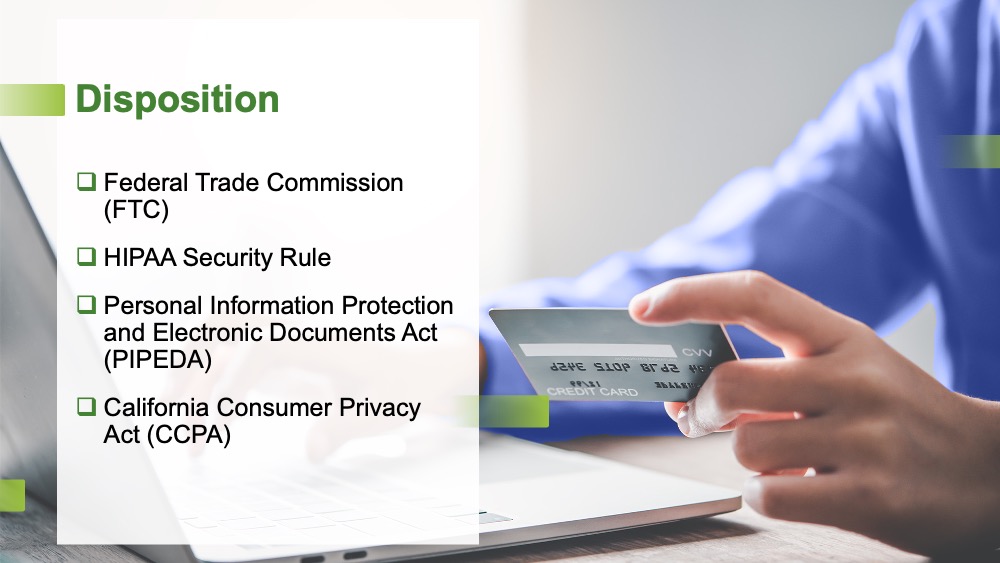 Disposition
Federal Trade Commission
(FTC)
HIPAA Security Rule
Personal Information Protection
and Electronic Documents Act
(PIPEDA)
California Consumer Privacy
Act (CCPA)
CVV
CREDIT CARD